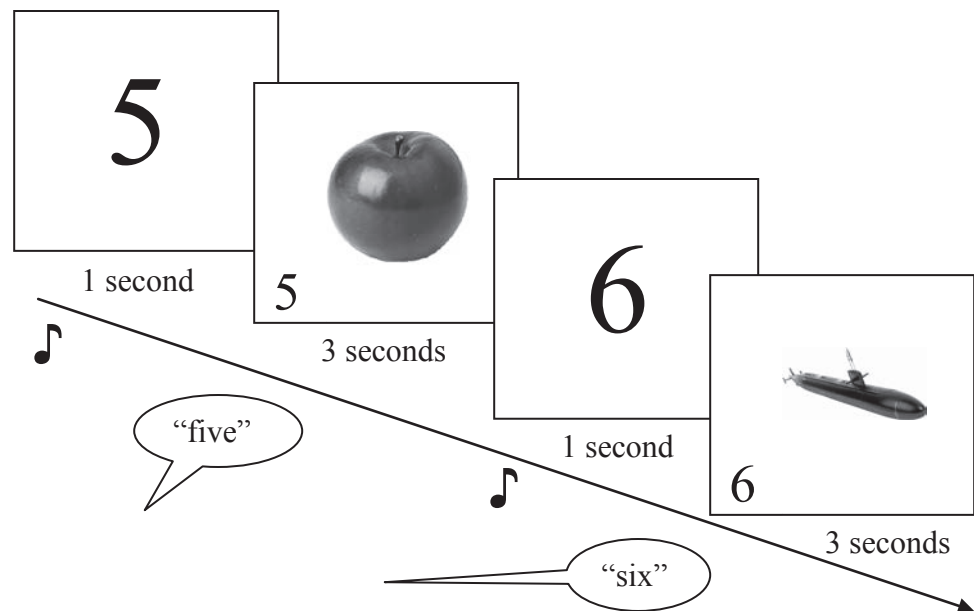 5
1 second
5
3 seconds
“five”
6
1 second
6
3 seconds
“six”